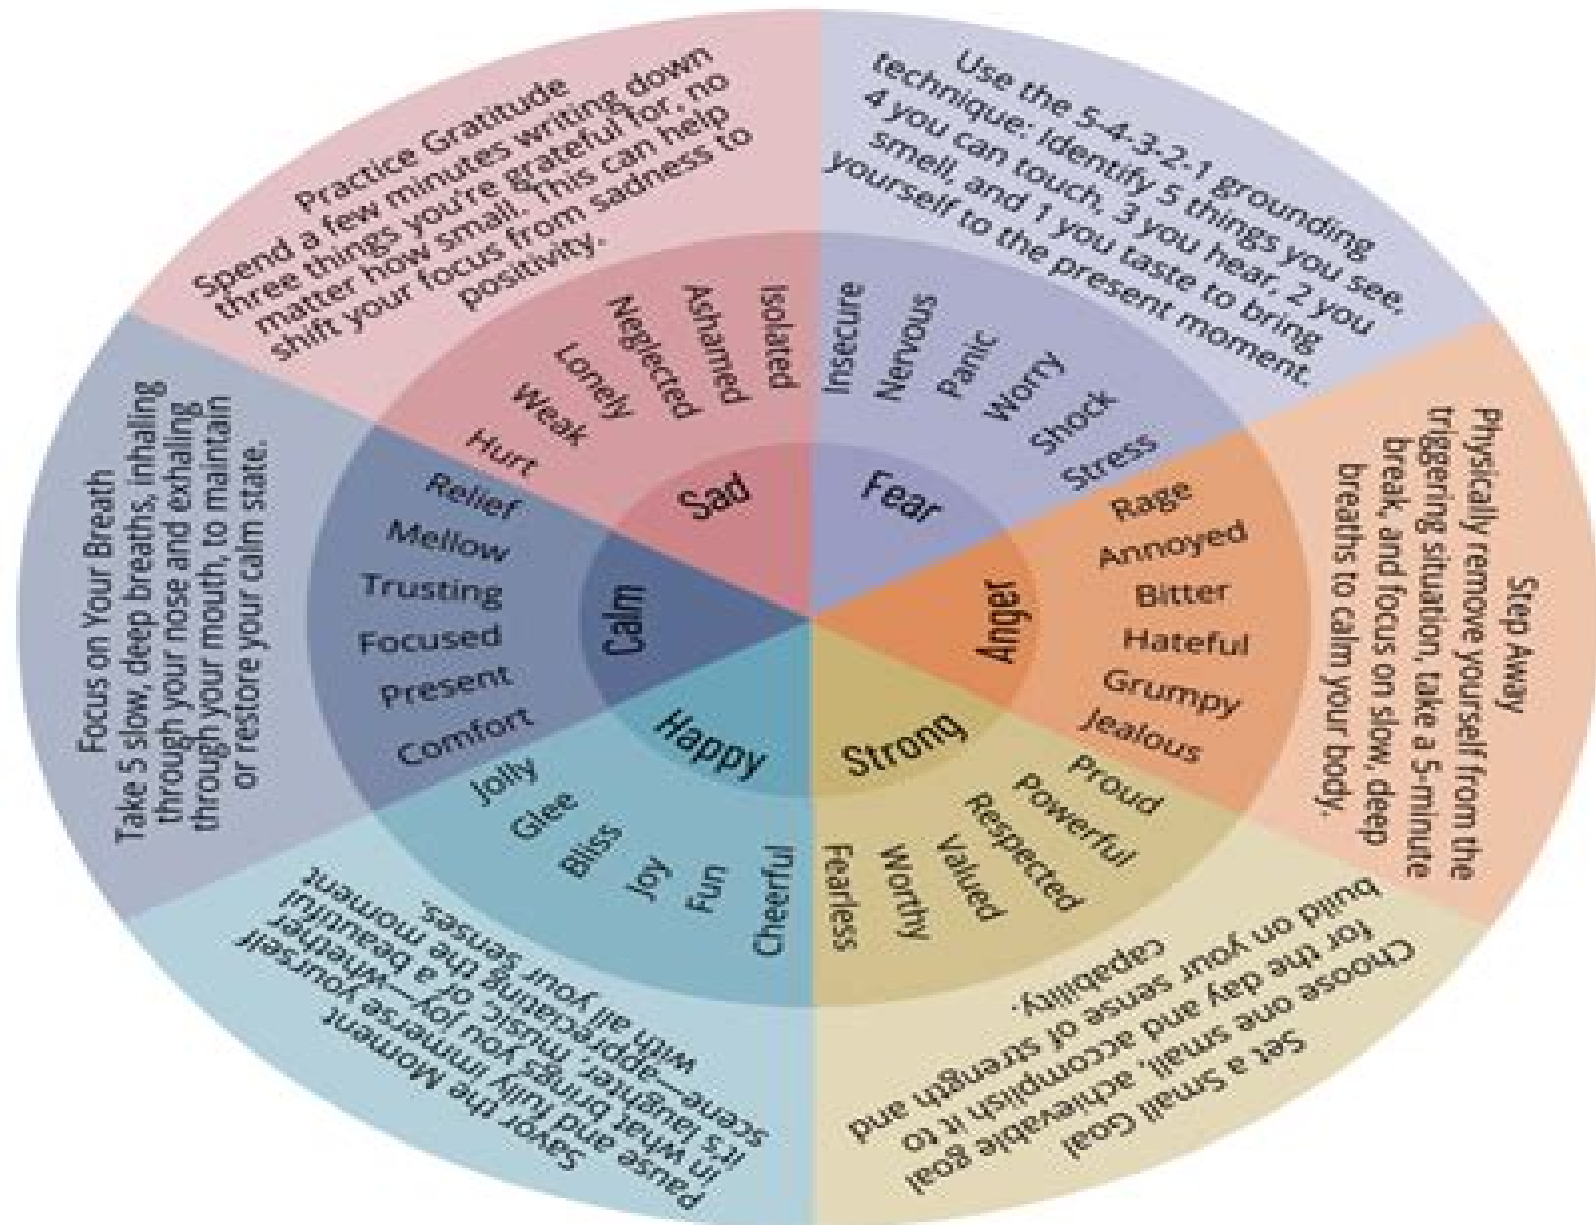 Practice Gratitude
Spend a few minutes writing down
three things you're grateful for, no
matter how small. This can help
shift your focus from sadness to
positivity.
Use the 5-4-3-2-1 grounding
technique: Identify 5 things you see,
4 you can touch, 3 you hear, 2 you
smell, and 1 you taste to bring
yourself to the present moment.
Step Away
Physically remove yourself from the
triggering situation, take a 5-minute
break, and focus on slow, deep
breaths to calm your body.
Set a Small Goal
Choose one small, achievable goal
for the day and accomplish it to
build on your sense of strength and
capability.
Savor the Moment
Pause and fully immerse yourself
in what brings you joy—whether
it's laughter, music, or a beautiful
scene—appreciating the moment
with all your senses.
Focus on Your Breath
Take 5 slow, deep breaths, inhaling
through your nose and exhaling
through your mouth, to maintain
or restore your calm state.
Hurt
Weak
Lonely
Neglected
Ashamed
Isolated
Insecure
Nervous
Panic
Worry
Shock
Stress
Rage
Annoyed
Bitter
Hateful
Grumpy
Jealous
Proud
Powerful
Respected
Valued
Worthy
Fearless
Cheerful
Fun
Joy
Bliss
Glee
Jolly
Comfort
Present
Focused
Trusting
Mellow
Relief
Sad
Fear
Anger
Strong
Happy
Calm